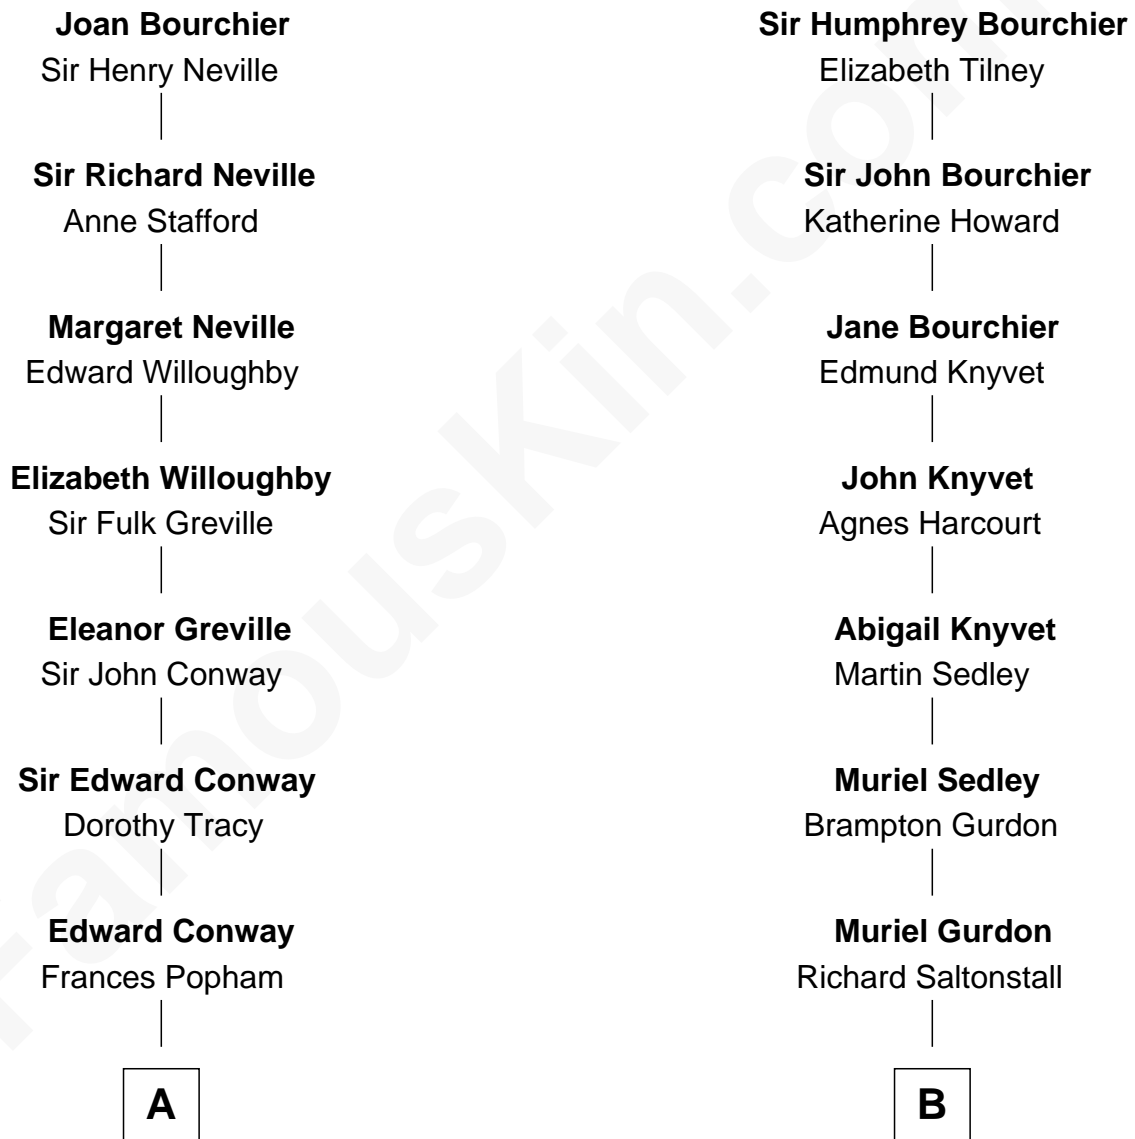 Joan Bourchier
Sir Henry Neville
Sir Richard Neville
Anne Stafford
Margaret Neville
Edward Willoughby
Elizabeth Willoughby
Sir Fulk Greville
Eleanor Greville
Sir John Conway
Sir Edward Conway
Dorothy Tracy
Edward Conway
Frances Popham
A
Sir Humphrey Bourchier
Elizabeth Tilney
Sir John Bourchier
Katherine Howard
Jane Bourchier
Edmund Knyvet
John Knyvet
Agnes Harcourt
Abigail Knyvet
Martin Sedley
Muriel Sedley
Brampton Gurdon
Muriel Gurdon
Richard Saltonstall
B
FamousKin.com